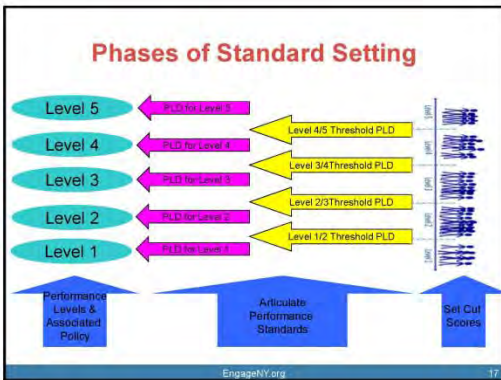 Phases of Standard Setting
Level 5
PLD for Level 5
Level 4/5 Threshold PLD
Level 4
PLD for Level 4
Level 3/4Threshold PLD
Level 3
PLD for Level 3
Level 2/3Threshold PLD
Level 2
PLD for Level 2
Level 1/2 Threshold PLD
Level 1
PLD for Level 1
Performance
Levels &
Associated
Policy
Articulate
Performance
Standards
Set Cut
Scores
EngageNY.org
17